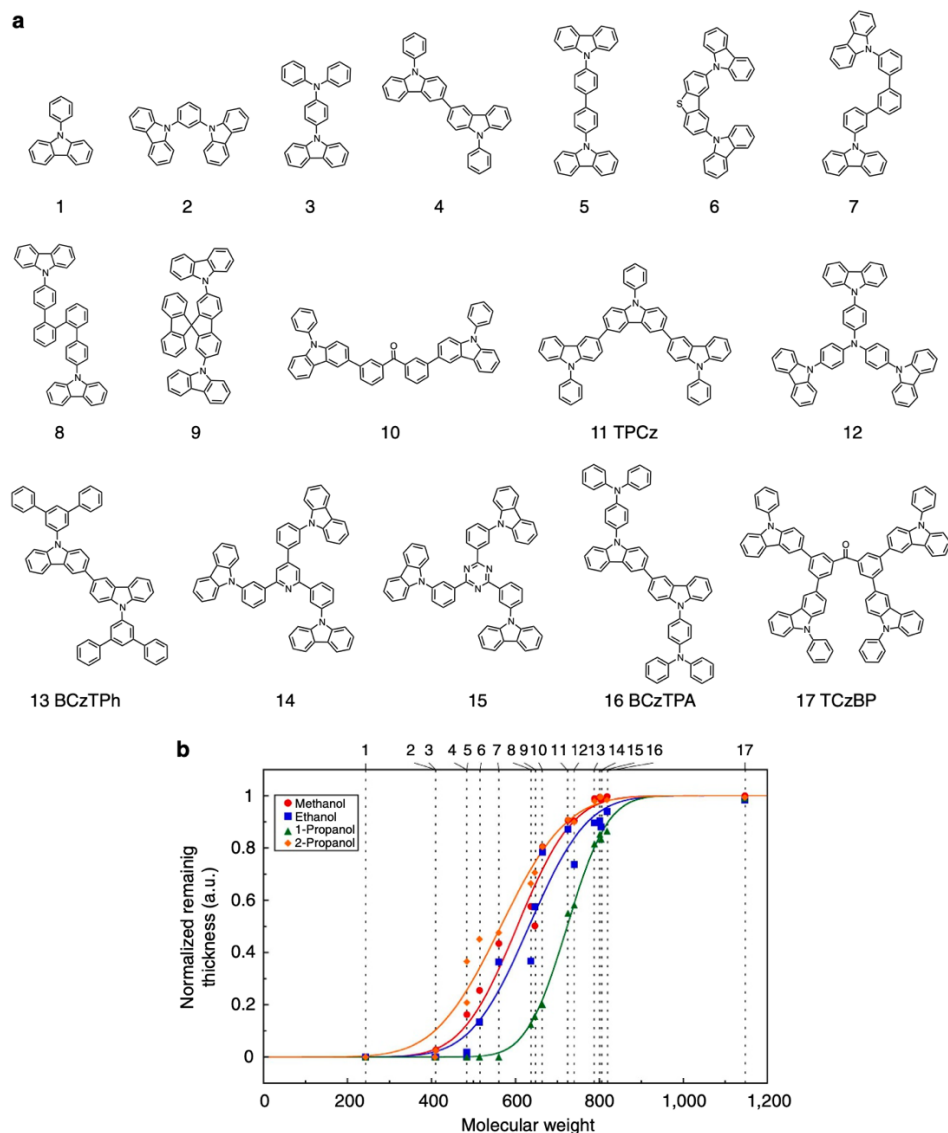 a
1
2
3
4
5
6
7
8
9
10
11 TPCz
12
13 BCzTPh
14
15
16 BCzTPA
17 TCzBP
b
1 2 3 4 5 6 7 8 9 10 11 12 13 14 15 16 17
Methanol
Ethanol
1-Propanol
2-Propanol
Normalized remainig
thickness (a.u.)
1
0.8
0.6
0.4
0.2
0
0 200 400 600 800 1,000 1,200
Molecular weight